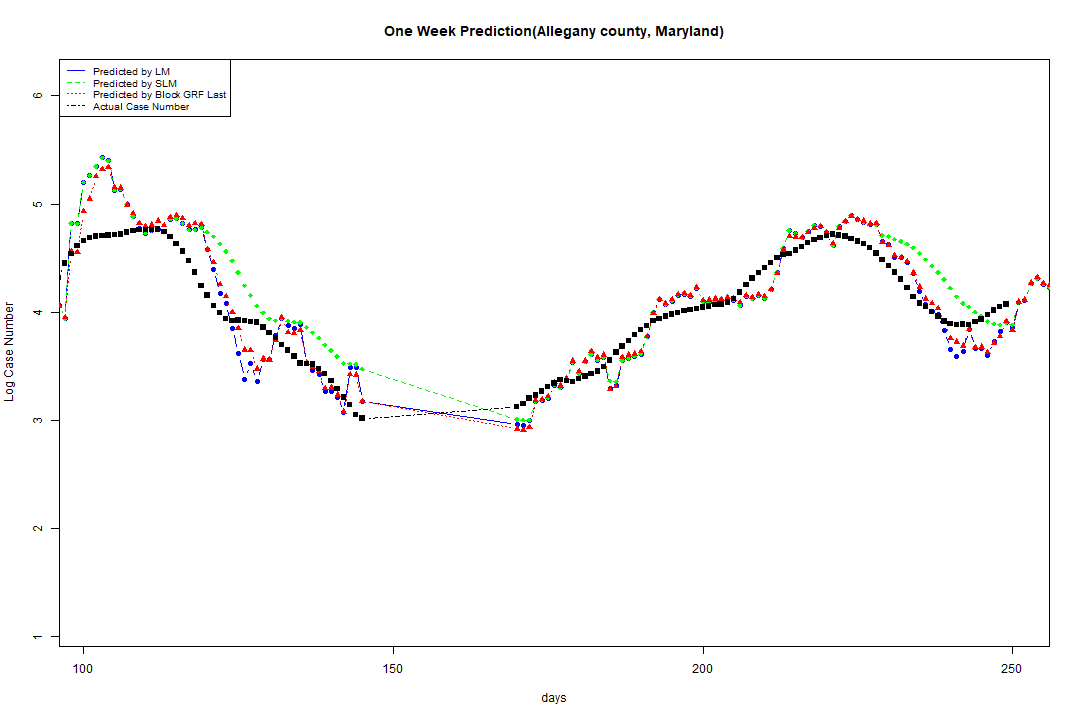 One Week Prediction(Allegany county, Maryland)
Predicted by LM
Predicted by SLM
Predicted by Block GRF Last
Actual Case Number
6
5
4
3
2
1
Log Case Number
100 150 200 250
days